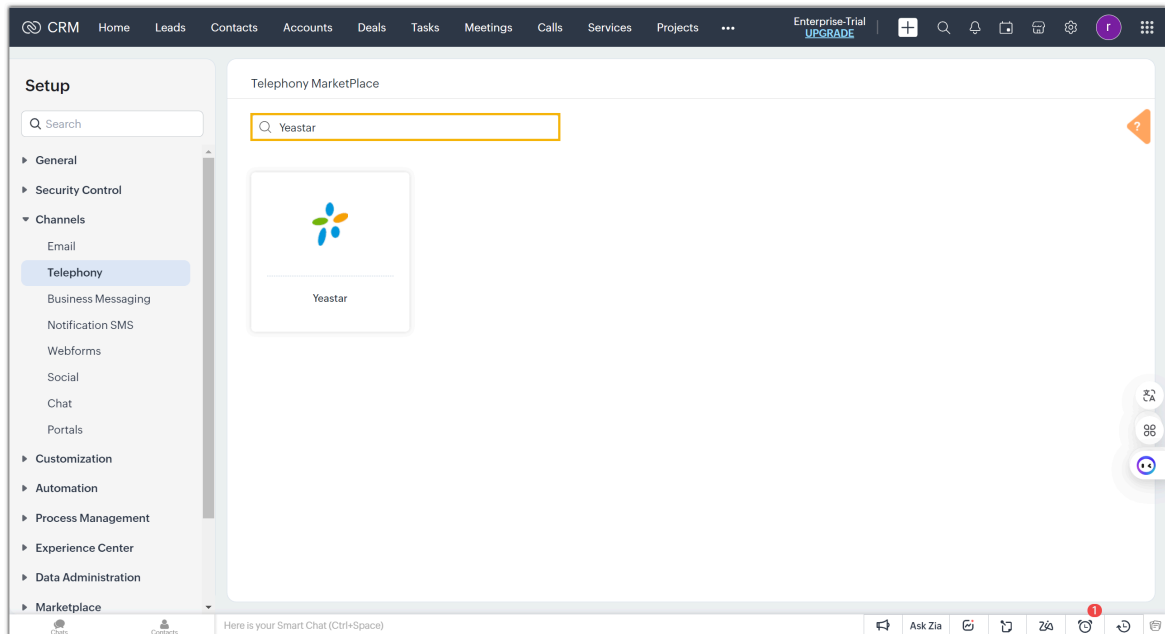 CRM Home Leads Contacts Accounts Deals Tasks Meetings Calls Services Projects ••• Enterprise-Trial
UPGRADE
r
Setup
Search
General
Security Control
Channels
Email
Telephony
Business Messaging
Notification SMS
Webforms
Social
Chat
Portals
Customization
Automation
Process Management
Experience Center
Data Administration
Marketplace
Telephony MarketPlace
Yeastar
Yeastar
?
Chats Contacts Here is your Smart Chat (Ctrl+Space) Ask Zia 1